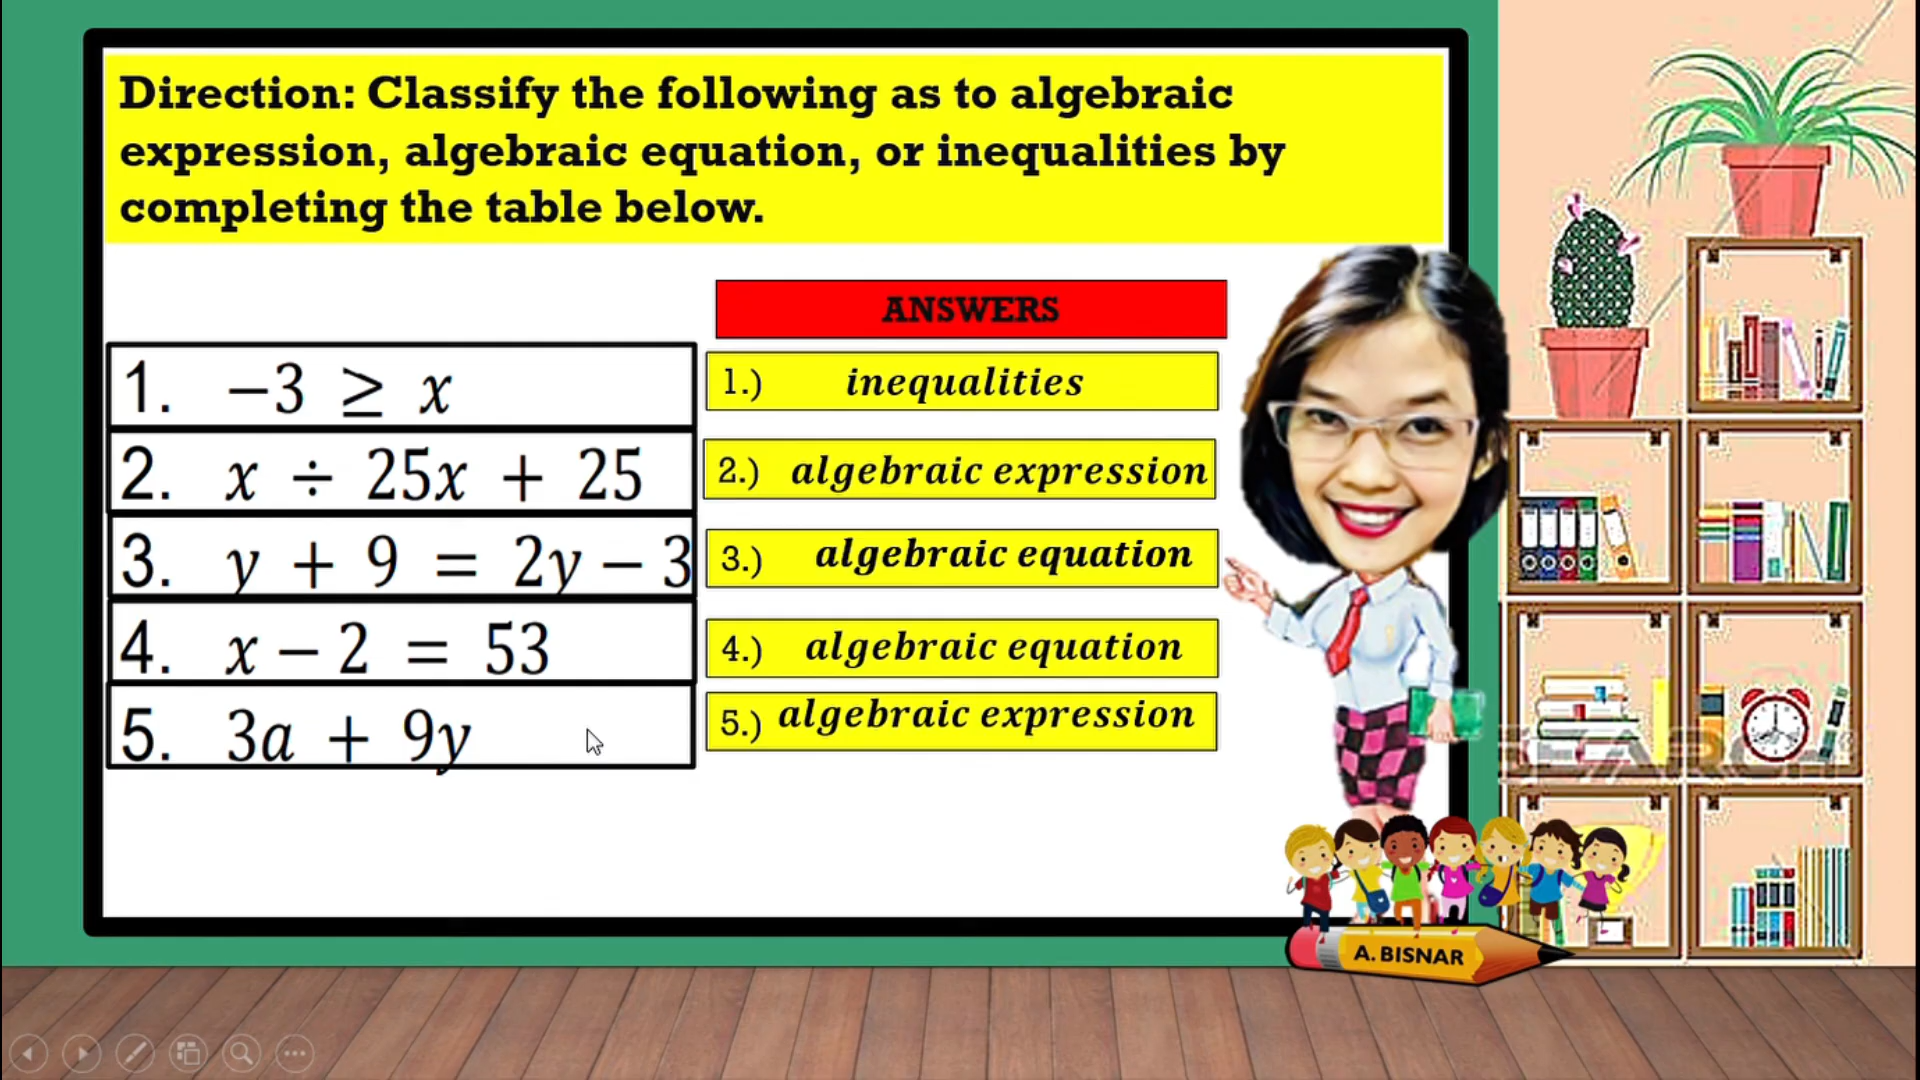 Direction: Classify the following as to algebraic
expression, algebraic equation, or inequalities by
completing the table below.
ANSWERS
1. −3 ≥ x
1.) inequalities
2. x ÷ 25x + 25
2.) algebraic expression
3. y + 9 = 2y − 3
3.) algebraic equation
4. x − 2 = 53
4.) algebraic equation
5. 3a + 9y
5.) algebraic expression
A. BISNAR